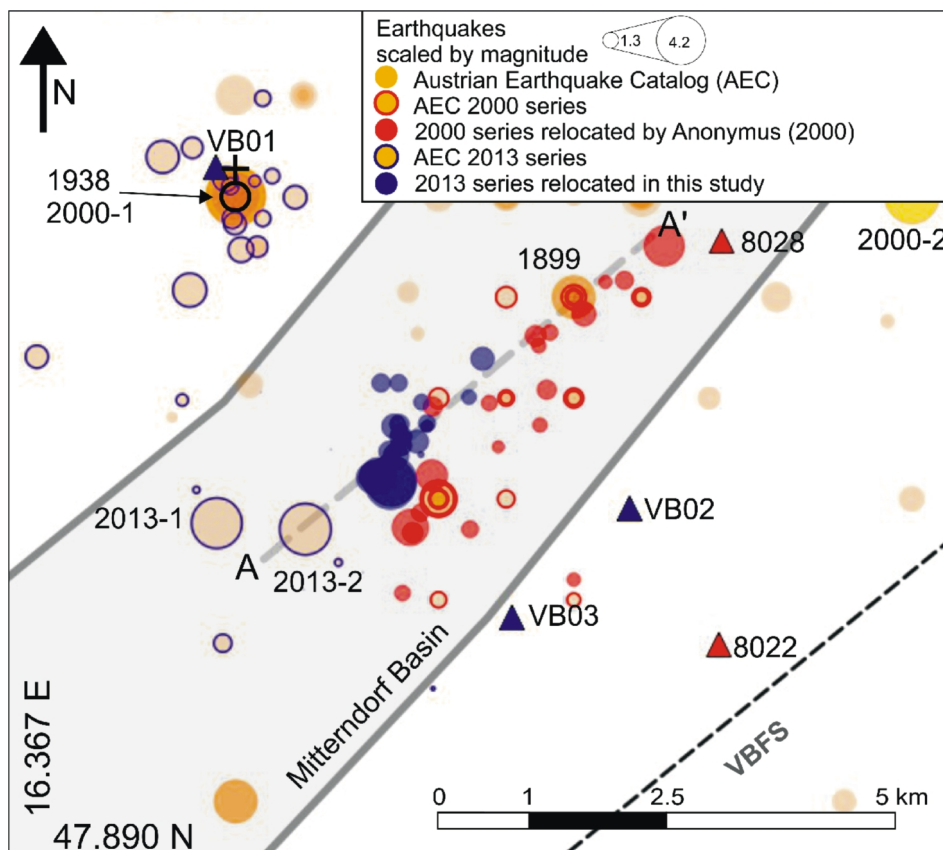 Earthquakes
scaled by magnitude
1.3
4.2
Austrian Earthquake Catalog (AEC)
AEC 2000 series
2000 series relocated by Anonymus (2000)
AEC 2013 series
2013 series relocated in this study
N
VB01
1938
2000-1
A'
8028
2000-2
1899
2013-1
A
2013-2
VB02
VB03
8022
Mitterndorf Basin
VBFS
16.367 E
47.890 N
0 1 2.5 5 km